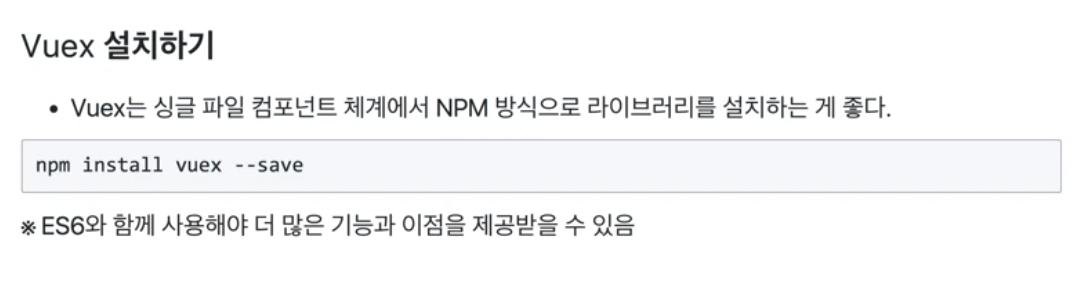 Vuex 설치하기
• Vuex는 싱글 파일 컴포넌트 체계에서 NPM 방식으로 라이브러리를 설치하는 게 좋다.
npm install vuex --save
※ ES6와 함께 사용해야 더 많은 기능과 이점을 제공받을 수 있음